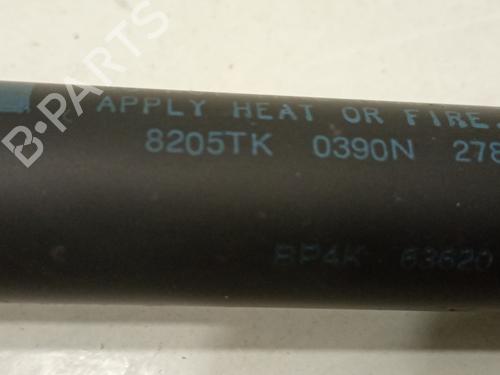 B-PARTS
APPLY HEAT OR FIRE.
8205TK 0390N 278
BP4K 63620